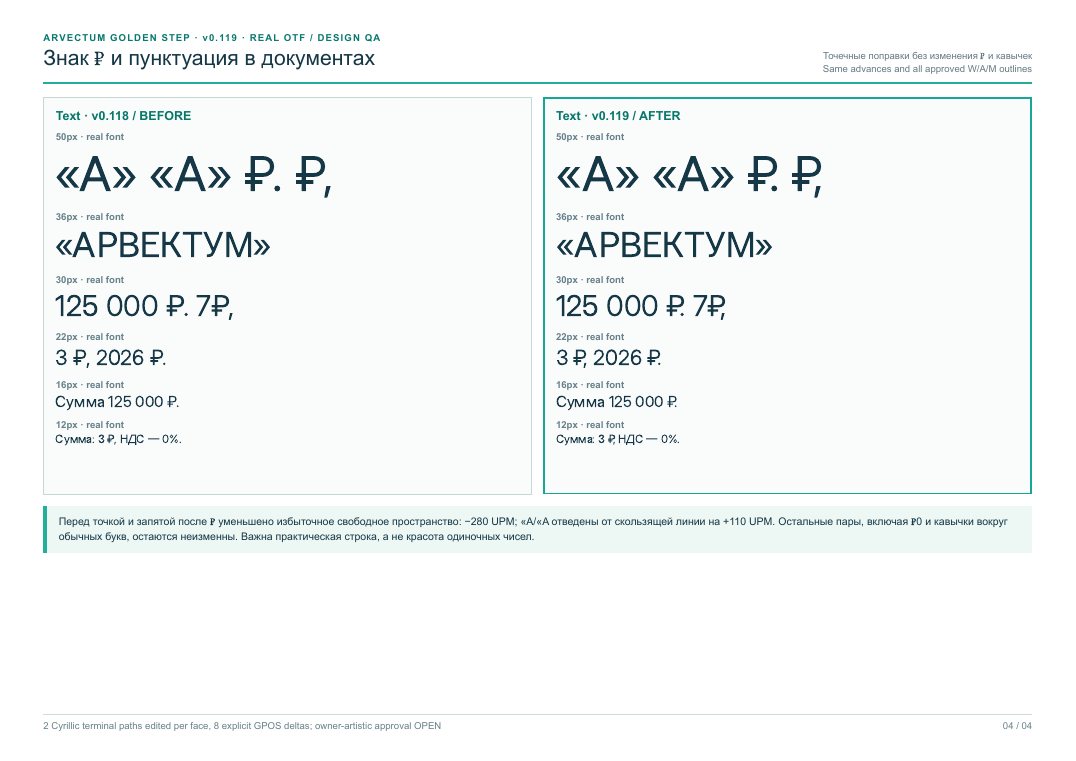 ARVECTUM GOLDEN STEP · v0.119 · REAL OTF / DESIGN QA
Знак ₽ и пунктуация в документах
Точечные поправки без изменения ₽ и кавычек
Same advances and all approved W/A/M outlines
Text · v0.118 / BEFORE
50px · real font
«А» «А» ₽. ₽,
36px · real font
«АРВЕКТУМ»
30px · real font
125 000 ₽. 7₽,
22px · real font
3 ₽, 2026 ₽.
16px · real font
Сумма 125 000 ₽.
12px · real font
Сумма: 3 ₽, НДС — 0%.
Text · v0.119 / AFTER
50px · real font
«А» «А» ₽. ₽,
36px · real font
«АРВЕКТУМ»
30px · real font
125 000 ₽. 7₽,
22px · real font
3 ₽, 2026 ₽.
16px · real font
Сумма 125 000 ₽.
12px · real font
Сумма: 3 ₽, НДС — 0%.
Перед точкой и запятой после ₽ уменьшено избыточное свободное пространство: −280 UPM; «А/«A отведены от скользящей линии на +110 UPM. Остальные пары, включая ₽0 и кавычки вокруг
обычных букв, остаются неизменны. Важна практическая строка, а не красота одиночных чисел.
2 Cyrillic terminal paths edited per face, 8 explicit GPOS deltas; owner-artistic approval OPEN
04 / 04